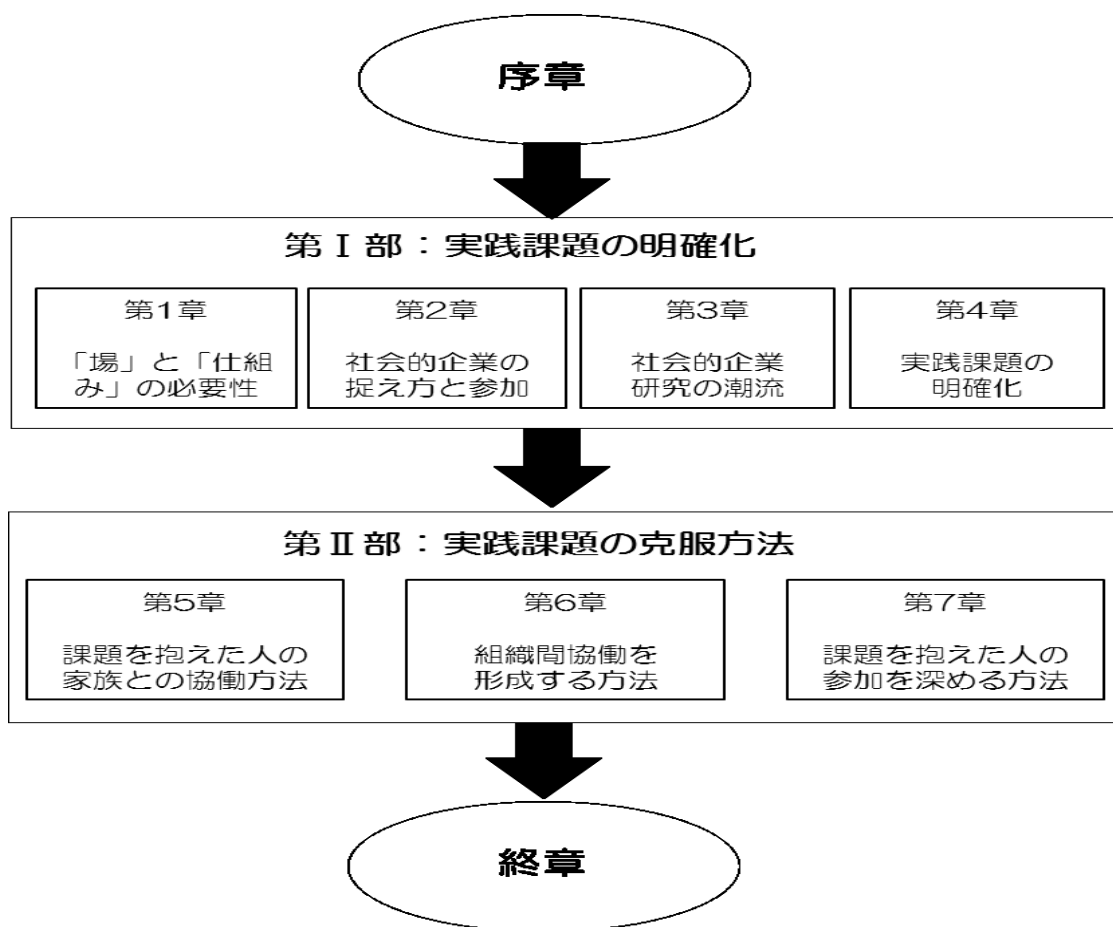 序章
第Ⅰ部：実践課題の明確化
第1章
「場」と「仕組
み」の必要性
第2章
社会的企業の
捉え方と参加
第3章
社会的企業
研究の潮流
第4章
実践課題の
明確化
第Ⅱ部：実践課題の克服方法
第5章
課題を抱えた人の
家族との協働方法
第6章
組織間協働を
形成する方法
第7章
課題を抱えた人の
参加を深める方法
終章